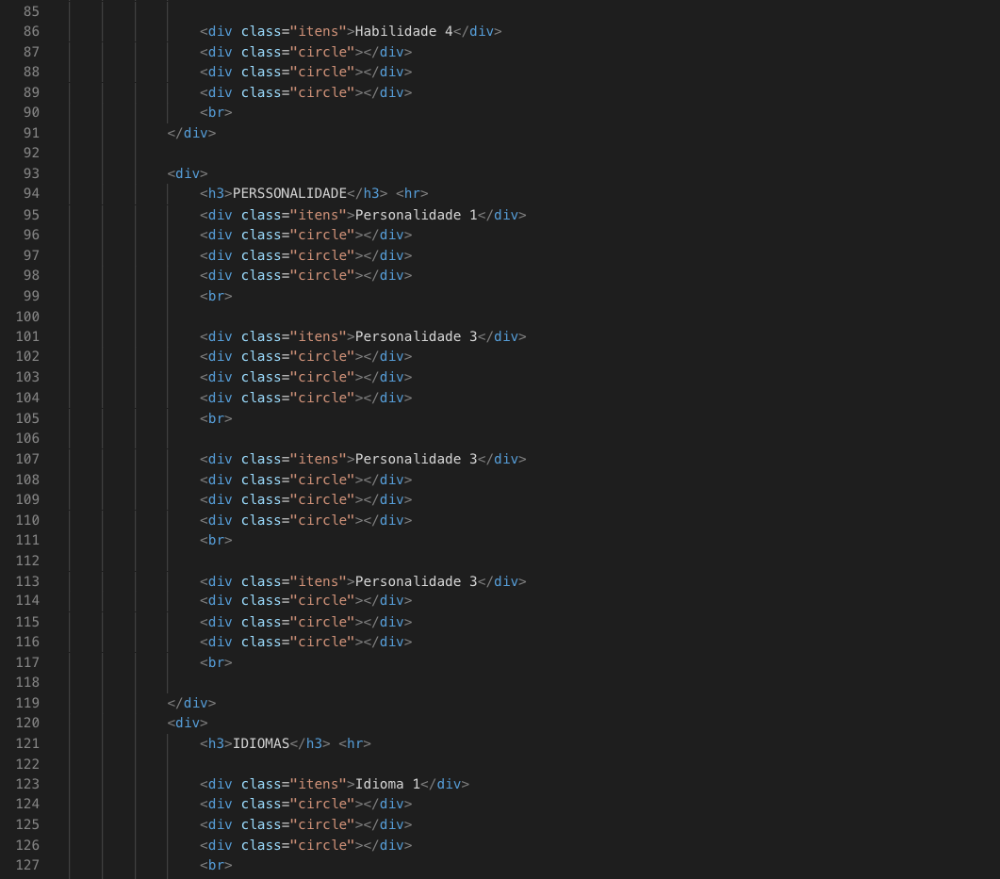 85
86 <div class="itens">Habilidade 4</div>
87 <div class="circle"></div>
88 <div class="circle"></div>
89 <div class="circle"></div>
90 <br>
91 </div>
92
93 <div>
94 <h3>PERSSONALIDADE</h3> <hr>
95 <div class="itens">Personalidade 1</div>
96 <div class="circle"></div>
97 <div class="circle"></div>
98 <div class="circle"></div>
99 <br>
100
101 <div class="itens">Personalidade 3</div>
102 <div class="circle"></div>
103 <div class="circle"></div>
104 <div class="circle"></div>
105 <br>
106
107 <div class="itens">Personalidade 3</div>
108 <div class="circle"></div>
109 <div class="circle"></div>
110 <div class="circle"></div>
111 <br>
112
113 <div class="itens">Personalidade 3</div>
114 <div class="circle"></div>
115 <div class="circle"></div>
116 <div class="circle"></div>
117 <br>
118
119 </div>
120 <div>
121 <h3>IDIOMAS</h3> <hr>
122
123 <div class="itens">Idioma 1</div>
124 <div class="circle"></div>
125 <div class="circle"></div>
126 <div class="circle"></div>
127 <br>